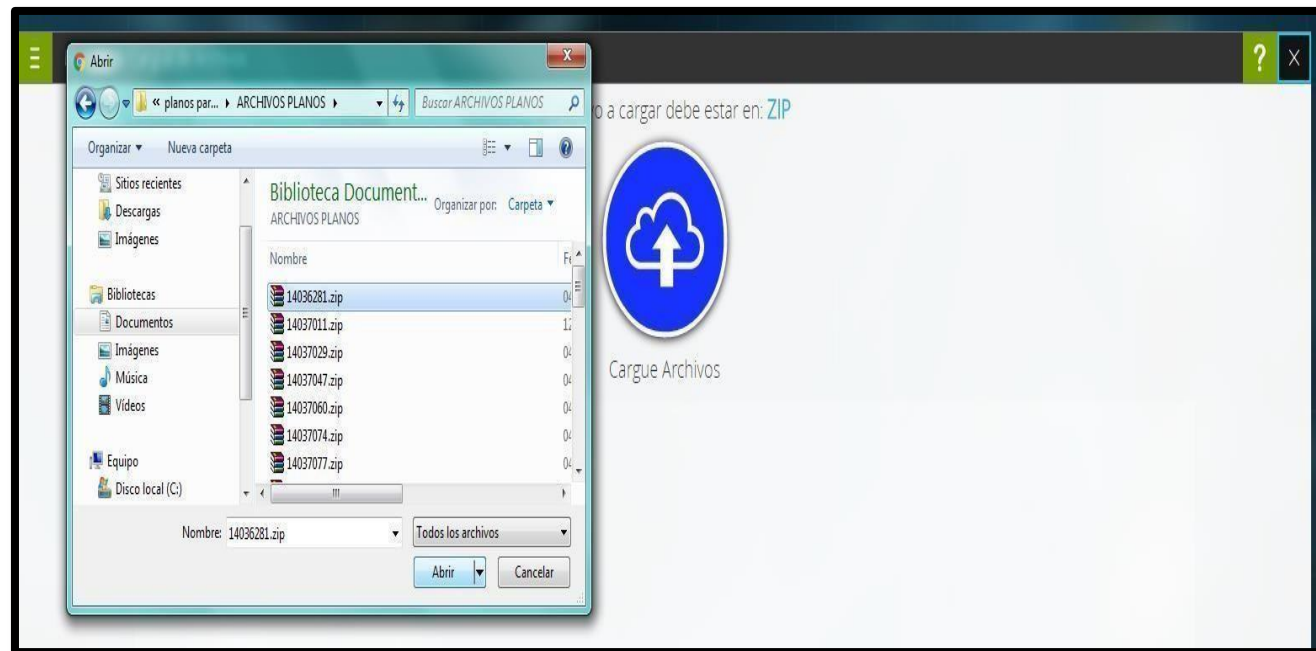 Abrir
X
? X
« planos par... ▸ ARCHIVOS PLANOS ▸
Buscar ARCHIVOS PLANOS
Organizar
Nueva carpeta
o a cargar debe estar en: ZIP
Sitios recientes
Descargas
Imágenes
Bibliotecas
Documentos
Imágenes
Música
Vídeos
Equipo
Disco local (C:)
Biblioteca Document...
Organizar por: Carpeta
ARCHIVOS PLANOS
Nombre
14036281.zip
14037011.zip
14037029.zip
14037047.zip
14037060.zip
14037074.zip
14037077.zip
Cargue Archivos
Nombre: 14036281.zip
Todos los archivos
Abrir
Cancelar